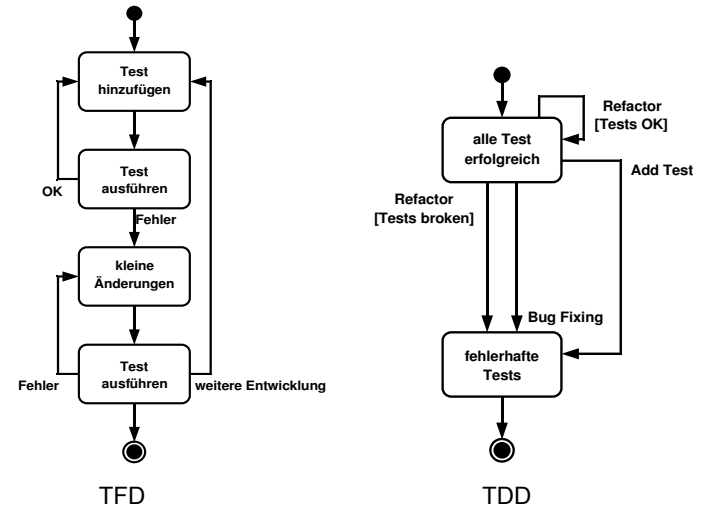 Test
hinzufügen
Test
ausführen
OK
Fehler
kleine
Änderungen
Test
ausführen
Fehler
weitere Entwicklung
TFD
alle Test
erfolgreich
Refactor
[Tests OK]
Add Test
Refactor
[Tests broken]
Bug Fixing
fehlerhafte
Tests
TDD